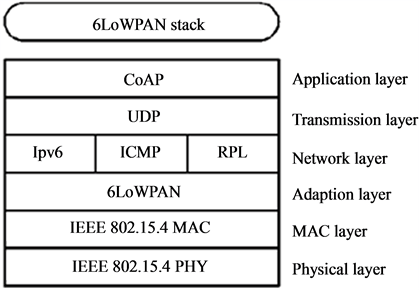 6LoWPAN stack
CoAP Application layer
UDP Transmission layer
Ipv6 ICMP RPL Network layer
6LoWPAN Adaption layer
IEEE 802.15.4 MAC MAC layer
IEEE 802.15.4 PHY Physical layer